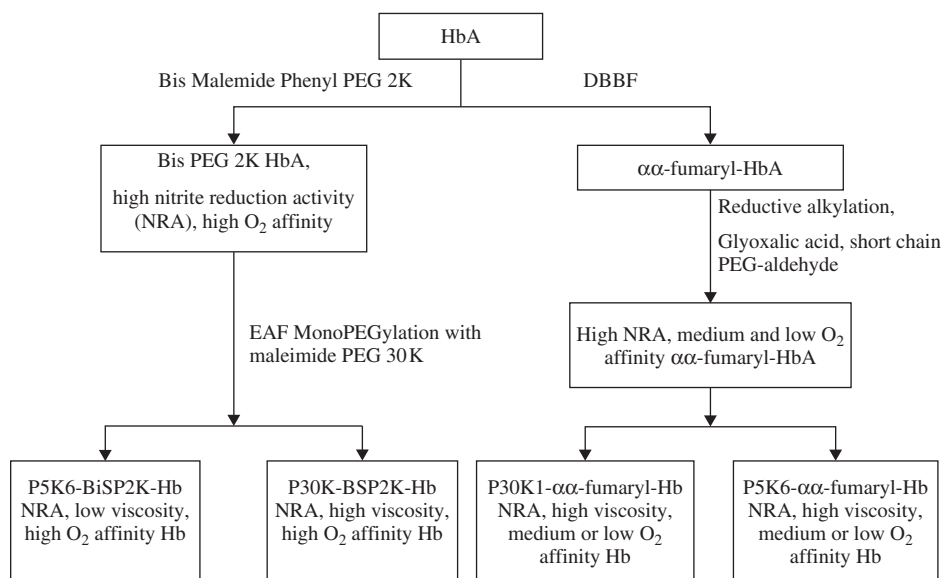 HbA
Bis Malemide Phenyl PEG 2K
DBBF
Bis PEG 2K HbA,
high nitrite reduction activity
(NRA), high O₂ affinity
αα-fumaryl-HbA
Reductive alkylation,
Glyoxalic acid, short chain
PEG-aldehyde
EAF MonoPEGylation with
maleimide PEG 30K
High NRA, medium and low O₂
affinity αα-fumaryl-HbA
P5K6-BiSP2K-Hb
NRA, low viscosity,
high O₂ affinity Hb
P30K-BSP2K-Hb
NRA, high viscosity,
high O₂ affinity Hb
P30K1-αα-fumaryl-Hb
NRA, high viscosity,
medium or low O₂
affinity Hb
P5K6-αα-fumaryl-Hb
NRA, high viscosity,
medium or low O₂
affinity Hb